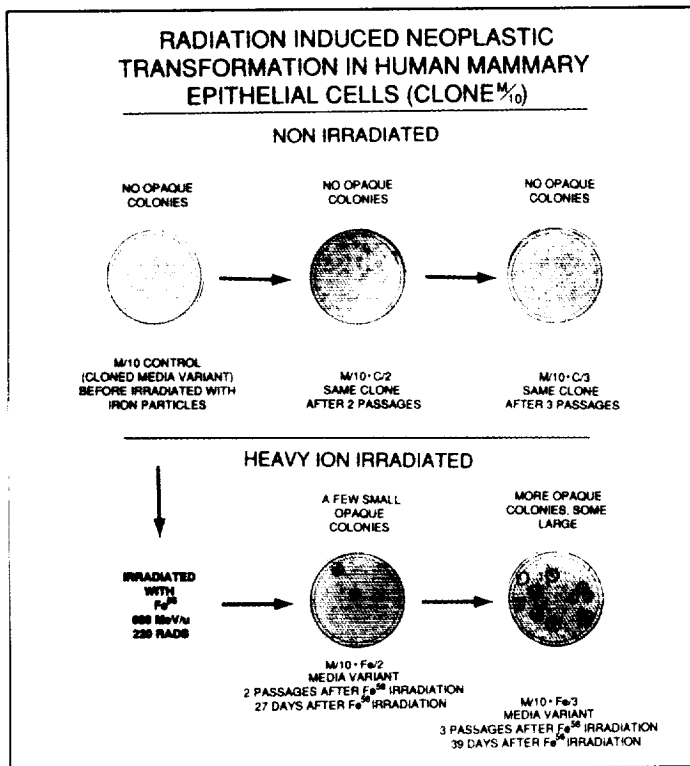 RADIATION INDUCED NEOPLASTIC
TRANSFORMATION IN HUMAN MAMMARY
EPITHELIAL CELLS (CLONE M/10)
NON IRRADIATED
NO OPAQUE
COLONIES
NO OPAQUE
COLONIES
NO OPAQUE
COLONIES
M/10 CONTROL
(CLONED MEDIA VARIANT)
BEFORE IRRADIATED WITH
IRON PARTICLES
M/10 · C/2
SAME CLONE
AFTER 2 PASSAGES
M/10 · C/3
SAME CLONE
AFTER 3 PASSAGES
HEAVY ION IRRADIATED
A FEW SMALL
OPAQUE
COLONIES
MORE OPAQUE
COLONIES, SOME
LARGE
IRRADIATED
WITH
Fe⁵⁶
MeV/u
220 RADS
M/10 · Fe/2
MEDIA VARIANT
2 PASSAGES AFTER Fe⁵⁶ IRRADIATION
27 DAYS AFTER Fe⁵⁶ IRRADIATION
M/10 · Fe/3
MEDIA VARIANT
3 PASSAGES AFTER Fe⁵⁶ IRRADIATION
39 DAYS AFTER Fe⁵⁶ IRRADIATION